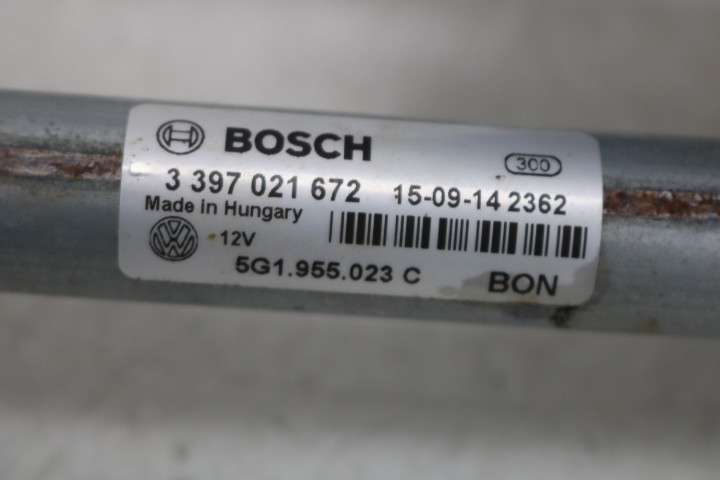 BOSCH
300
3 397 021 672 15-09-14 2362
Made in Hungary
12V
5G1.955.023 C BON